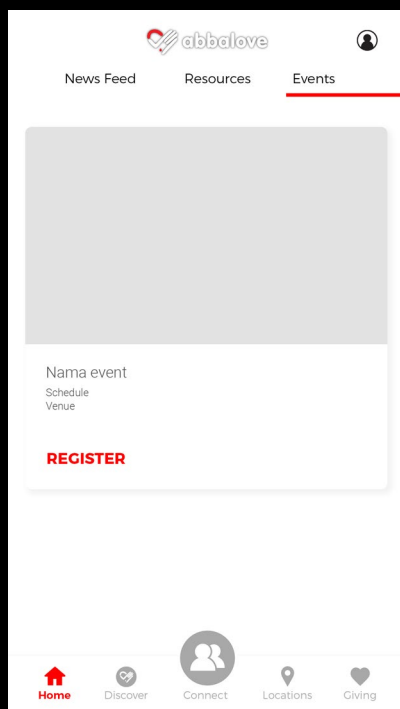 abbalove
News Feed Resources Events
Nama event
Schedule
Venue
REGISTER
Home Discover Connect Locations Giving